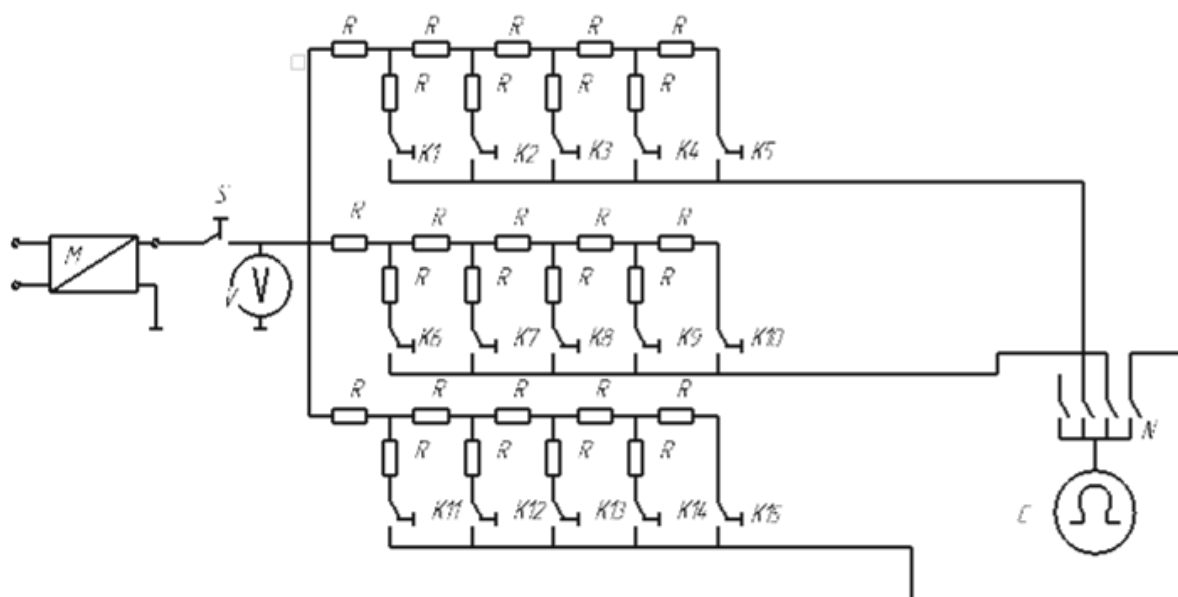 R R R R R
R R R R
K1 K2 K3 K4 K5
S
R R R R R
M
R R R R
V V
K6 K7 K8 K9 K10
R R R R R
N
R R R R
Ω
K11 K12 K13 K14 K15